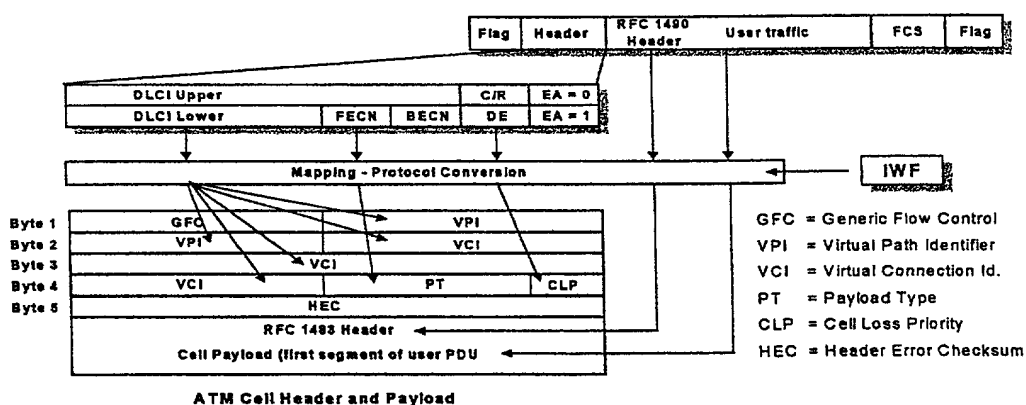 Flag Header RFC 1490 Header User traffic FCS Flag
DLCI Upper C/R EA = 0
DLCI Lower FECN BECN DE EA = 1
Mapping - Protocol Conversion
IWF
Byte 1 GFC VPI
Byte 2 VPI VCI
Byte 3 VCI
Byte 4 VCI PT CLP
Byte 5 HEC
RFC 1483 Header
Cell Payload (first segment of user PDU
GFC = Generic Flow Control
VPI = Virtual Path Identifier
VCI = Virtual Connection Id.
PT = Payload Type
CLP = Cell Loss Priority
HEC = Header Error Checksum
ATM Cell Header and Payload